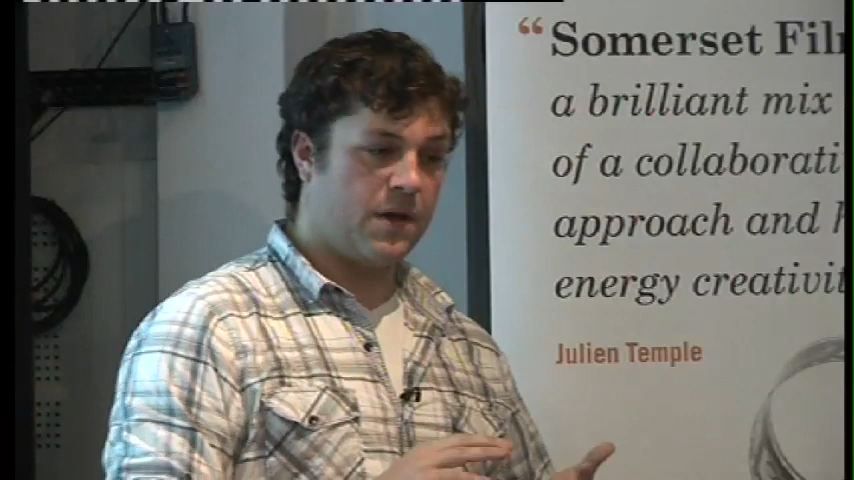 “Somerset Fil
a brilliant mix
of a collaborati
approach and h
energy creativit
Julien Temple